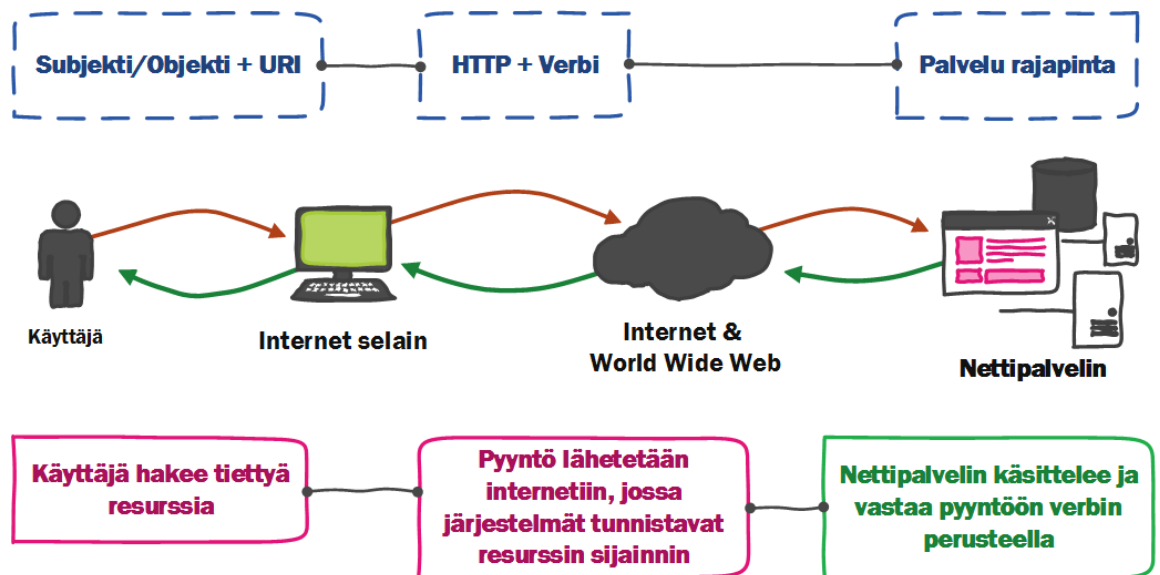 Subjekti/Objekti + URI
HTTP + Verbi
Palvelu rajapinta
Käyttäjä
Internet selain
Internet &
World Wide Web
Nettipalvelin
Käyttäjä hakee tiettyä
resurssia
Pyyntö lähetetään
internetiin, jossa
järjestelmät tunnistavat
resurssin sijainnin
Nettipalvelin käsittelee ja
vastaa pyyntöön verbin
perusteella